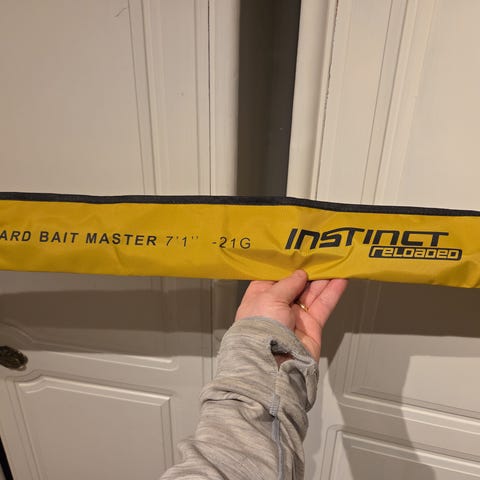 ARD BAIT MASTER 7'1'' -21G
INSTINCT
RELOADED